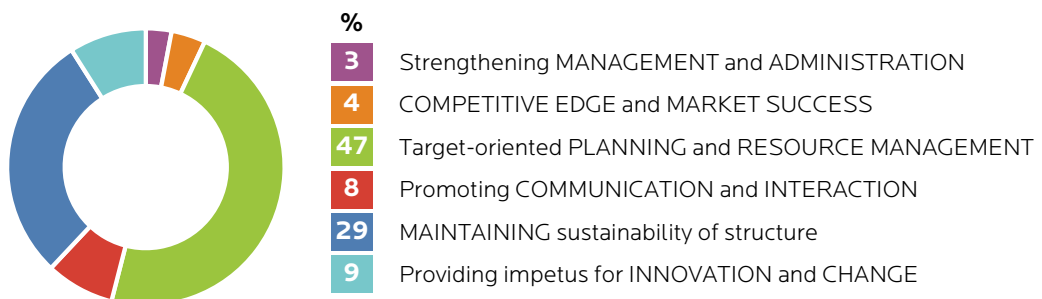 %
3 Strengthening MANAGEMENT and ADMINISTRATION
4 COMPETITIVE EDGE and MARKET SUCCESS
47 Target-oriented PLANNING and RESOURCE MANAGEMENT
8 Promoting COMMUNICATION and INTERACTION
29 MAINTAINING sustainability of structure
9 Providing impetus for INNOVATION and CHANGE